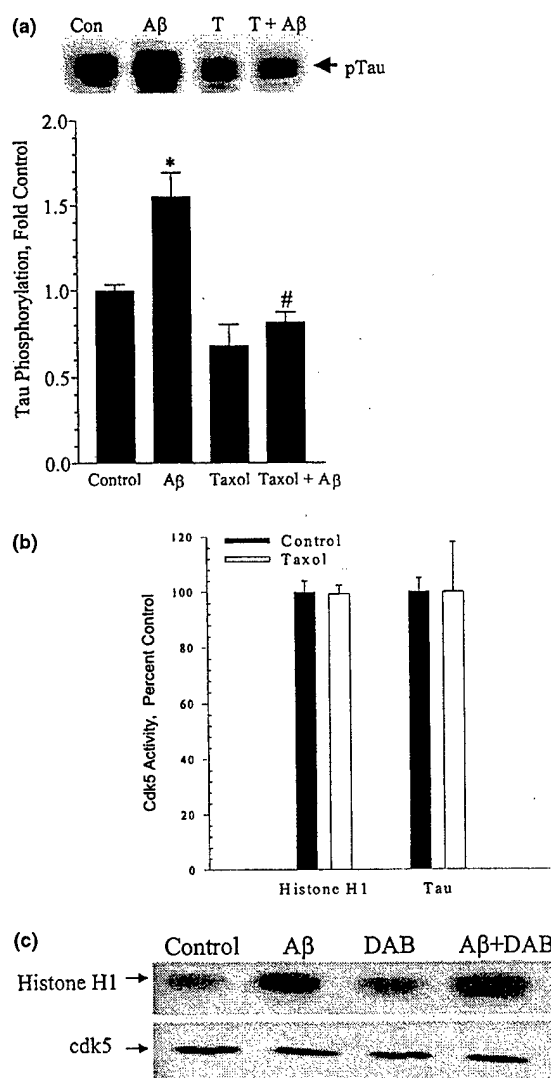 (a)
Con Aβ T T + Aβ
pTau
Tau Phosphorylation, Fold Control
2.0
1.5
1.0
0.5
0.0
*
#
Control Aβ Taxol Taxol + Aβ
(b)
Control
Taxol
Cdk5 Activity, Percent Control
120
100
80
60
40
20
0
Histone H1 Tau
(c)
Control Aβ DAB Aβ+DAB
Histone H1
cdk5